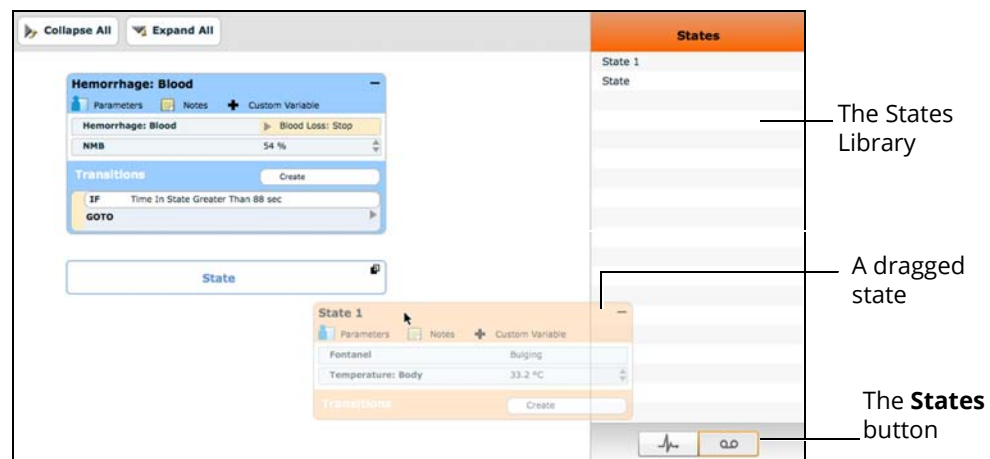 Collapse All
Expand All
States
State 1
State
Hemorrhage: Blood
Parameters Notes Custom Variable
Hemorrhage: Blood Blood Loss: Stop
NMB 54 %
Transitions Create
IF Time In State Greater Than 88 sec
GOTO
State
State 1
Parameters Notes Custom Variable
Fontanel Bulging
Temperature: Body 33.2 °C
Transitions Create
The States
Library
A dragged
state
The States
button